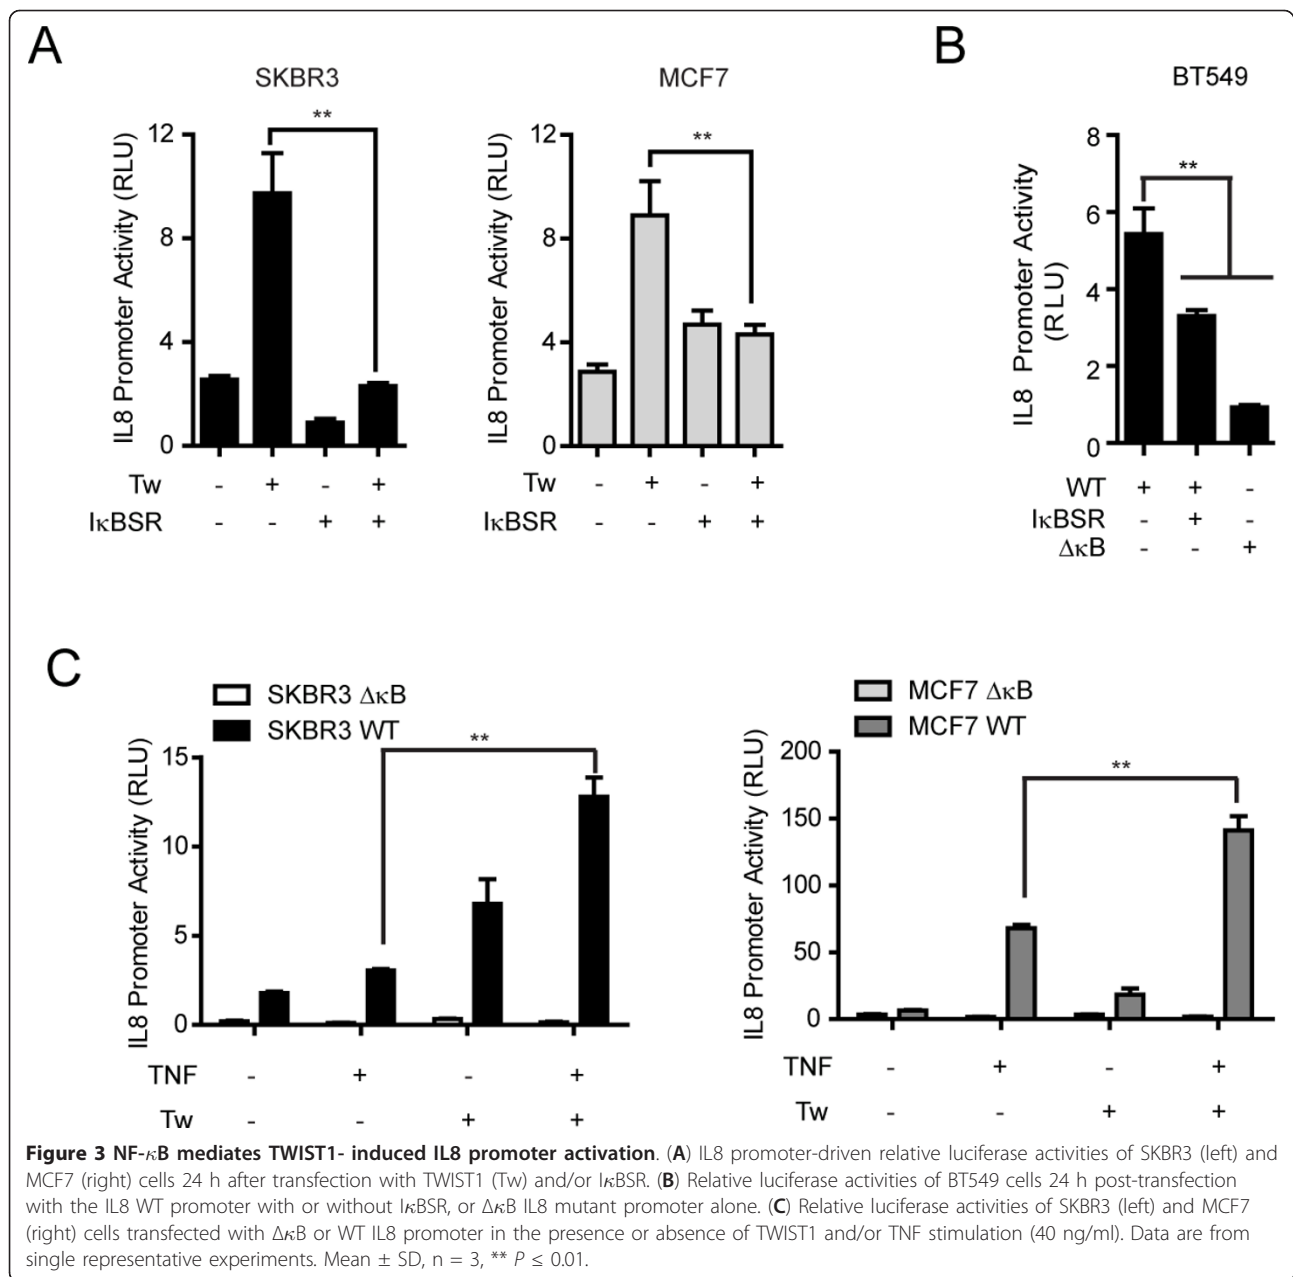 A
B
SKBR3
MCF7
BT549
**
**
**
IL8 Promoter Activity (RLU)
12
8
4
0
IL8 Promoter Activity (RLU)
12
8
4
0
IL8 Promoter Activity
(RLU)
8
6
4
2
0
Tw - + - +
IκBSR - - + +
Tw - + - +
IκBSR - - + +
WT + + -
IκBSR - + -
ΔκB - - +
C
SKBR3 ΔκB
SKBR3 WT
MCF7 ΔκB
MCF7 WT
**
**
IL8 Promoter Activity (RLU)
15
10
5
0
IL8 Promoter Activity (RLU)
200
150
100
50
0
TNF - + - +
Tw - - + +
TNF - + - +
Tw - - + +
Figure 3 NF-κB mediates TWIST1- induced IL8 promoter activation. (A) IL8 promoter-driven relative luciferase activities of SKBR3 (left) and
MCF7 (right) cells 24 h after transfection with TWIST1 (Tw) and/or IκBSR. (B) Relative luciferase activities of BT549 cells 24 h post-transfection
with the IL8 WT promoter with or without IκBSR, or ΔκB IL8 mutant promoter alone. (C) Relative luciferase activities of SKBR3 (left) and MCF7
(right) cells transfected with ΔκB or WT IL8 promoter in the presence or absence of TWIST1 and/or TNF stimulation (40 ng/ml). Data are from
single representative experiments. Mean ± SD, n = 3, ** P ≤ 0.01.